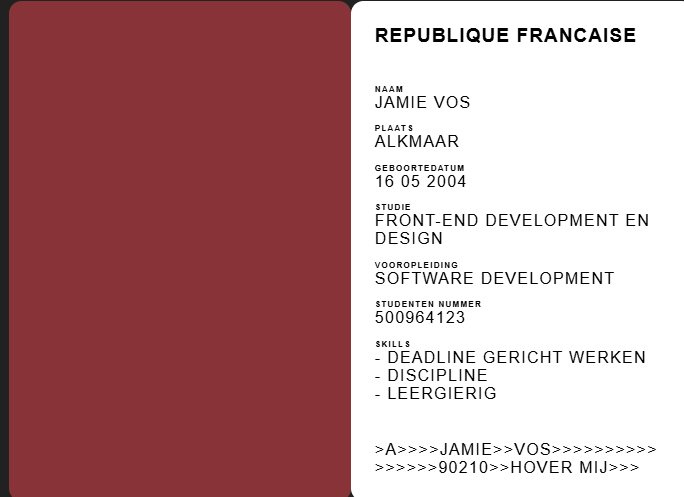 REPUBLIQUE FRANCAISE
NAAM
JAMIE VOS
PLAATS
ALKMAAR
GEBOORTEDATUM
16 05 2004
STUDIE
FRONT-END DEVELOPMENT EN
DESIGN
VOOROPLEIDING
SOFTWARE DEVELOPMENT
STUDENTEN NUMMER
500964123
SKILLS
- DEADLINE GERICHT WERKEN
- DISCIPLINE
- LEERGIERIG
>A>>>>JAMIE>>VOS>>>>>>>>>>
>>>>>>90210>>HOVER MIJ>>>